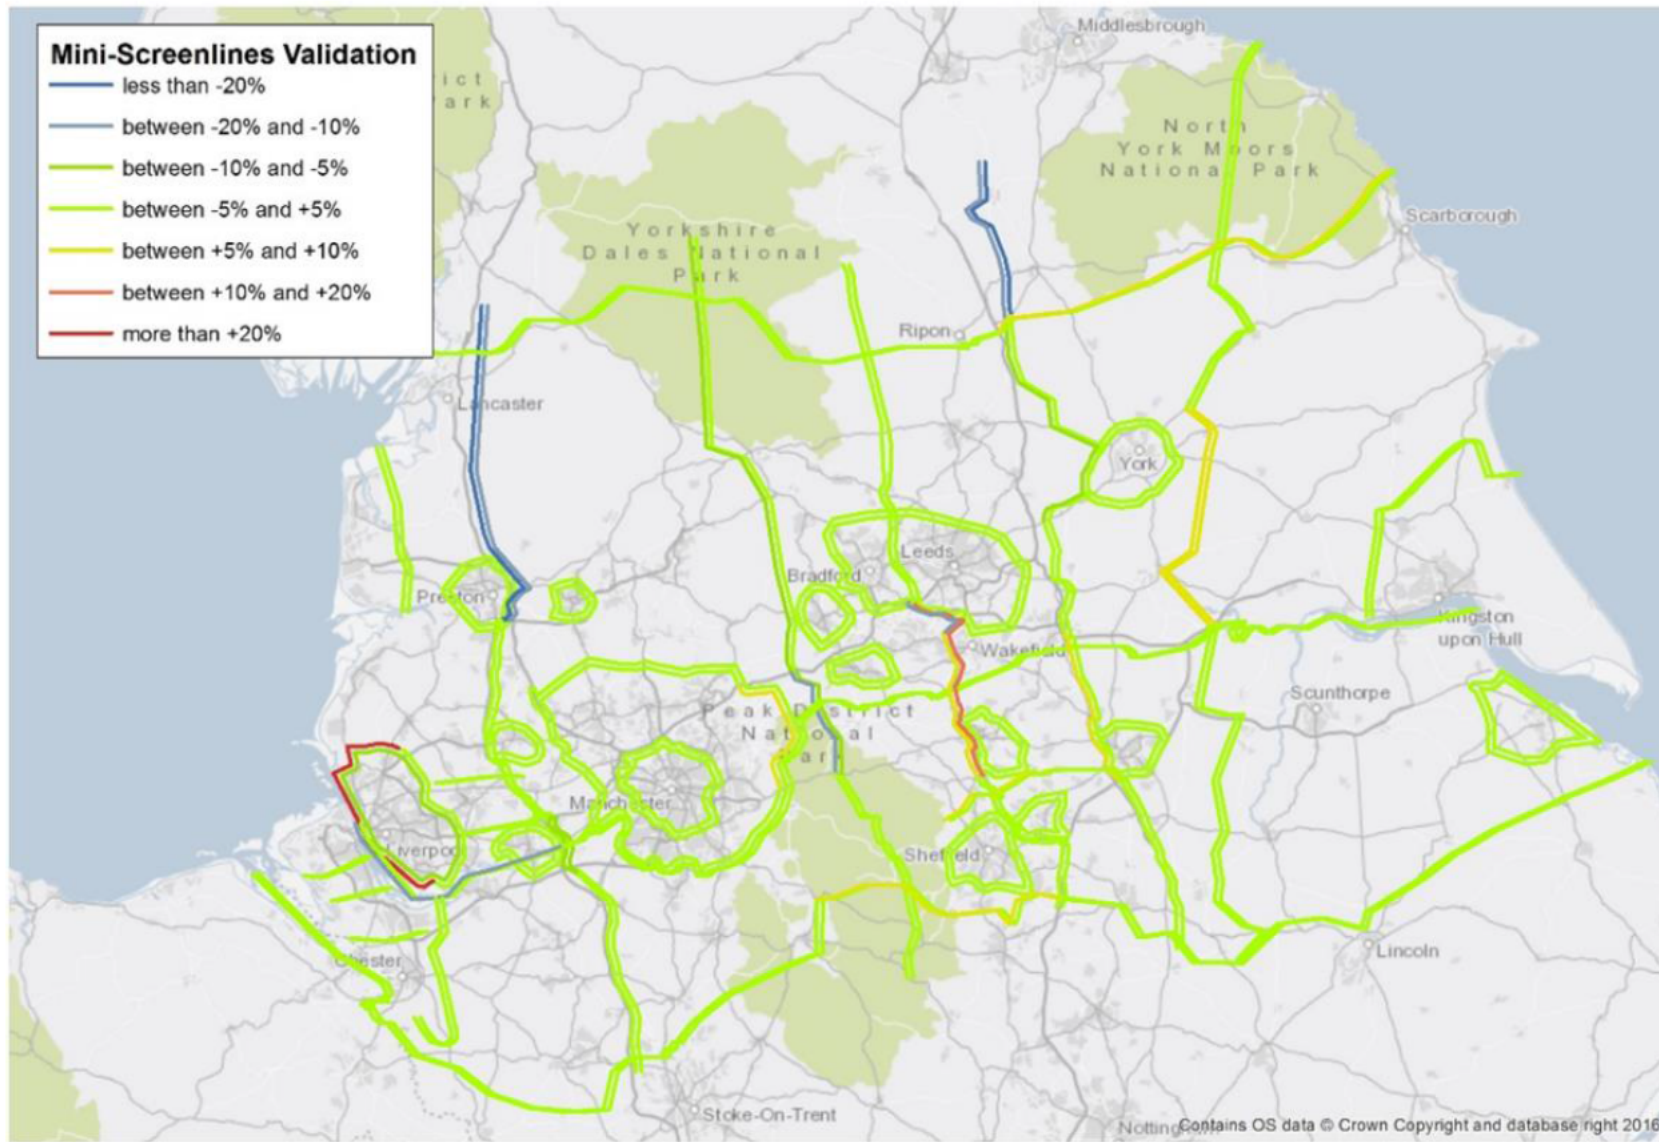 Mini-Screenlines Validation
less than -20%
between -20% and -10%
between -10% and -5%
between -5% and +5%
between +5% and +10%
between +10% and +20%
more than +20%
Middlesbrough
North
York Moors
National Park
Scarborough
Yorkshire
Dales National
Park
Ripon
Lancaster
York
Leeds
Bradford
Preston
Kingston
upon Hull
Wakefield
Scunthorpe
Peak District
National
Park
Manchester
Liverpool
Sheffield
Lincoln
Chester
Stoke-On-Trent
Contains OS data © Crown Copyright and database right 2016